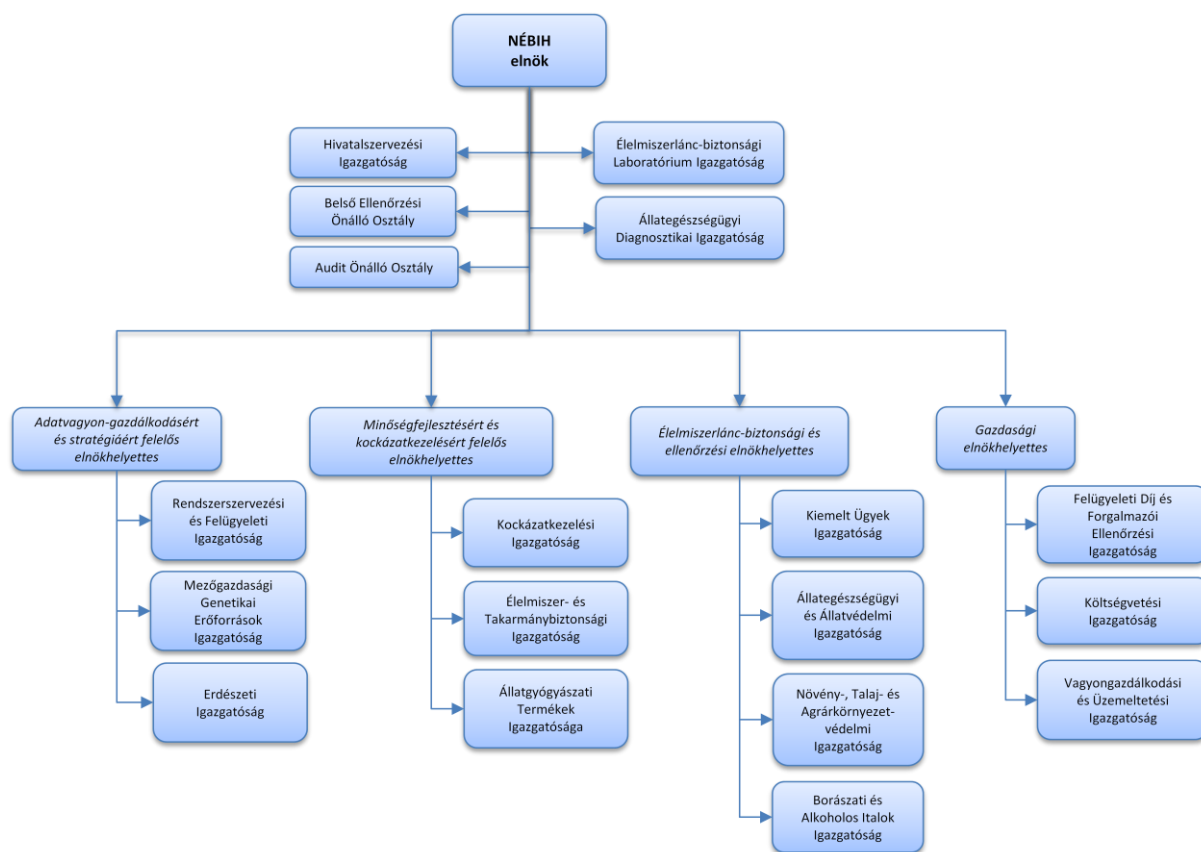 NÉBIH
elnök
Hivatalszervezési
Igazgatóság
Élelmiszerlánc-biztonsági
Laboratórium Igazgatóság
Belső Ellenőrzési
Önálló Osztály
Állategészségügyi
Diagnosztikai Igazgatóság
Audit Önálló Osztály
Adatvagyon-gazdálkodásért
és stratégiáért felelős
elnökhelyettes
Minőségfejlesztésért és
kockázatkezelésért felelős
elnökhelyettes
Élelmiszerlánc-biztonsági és
ellenőrzési elnökhelyettes
Gazdasági
elnökhelyettes
Rendszerszervezési
és Felügyeleti
Igazgatóság
Mezőgazdasági
Genetikai
Erőforrások
Igazgatóság
Erdészeti
Igazgatóság
Kockázatkezelési
Igazgatóság
Élelmiszer- és
Takarmánybiztonsági
Igazgatóság
Állatgyógyászati
Termékek
Igazgatósága
Kiemelt Ügyek
Igazgatóság
Állategészségügyi
és Állatvédelmi
Igazgatóság
Növény-, Talaj- és
Agrárkörnyezet-
védelmi
Igazgatóság
Borászati és
Alkoholos Italok
Igazgatóság
Felügyeleti Díj és
Forgalmazói
Ellenőrzési
Igazgatóság
Költségvetési
Igazgatóság
Vagyongazdálkodási
és Üzemeltetési
Igazgatóság